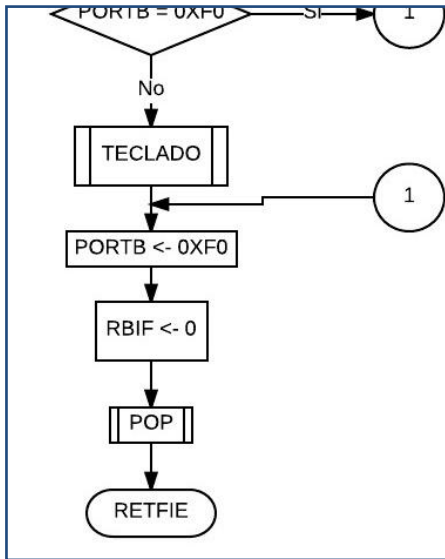 PORTB = 0XF0
SI
1
No
TECLADO
1
PORTB <- 0XF0
RBIF <- 0
POP
RETFIE